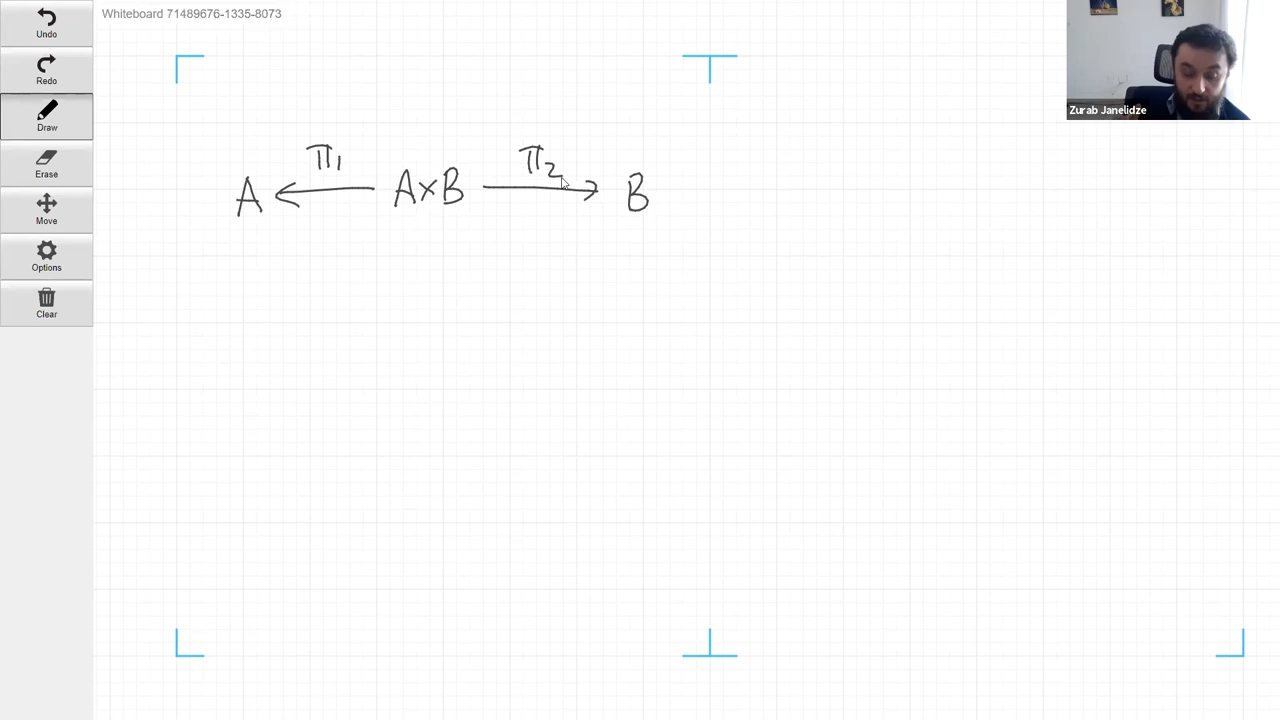 Whiteboard 71489676-1335-8073
Undo
Redo
Draw
Erase
Move
Options
Clear
Zurab Janelidze
π₁ π₂
A ← A×B → B